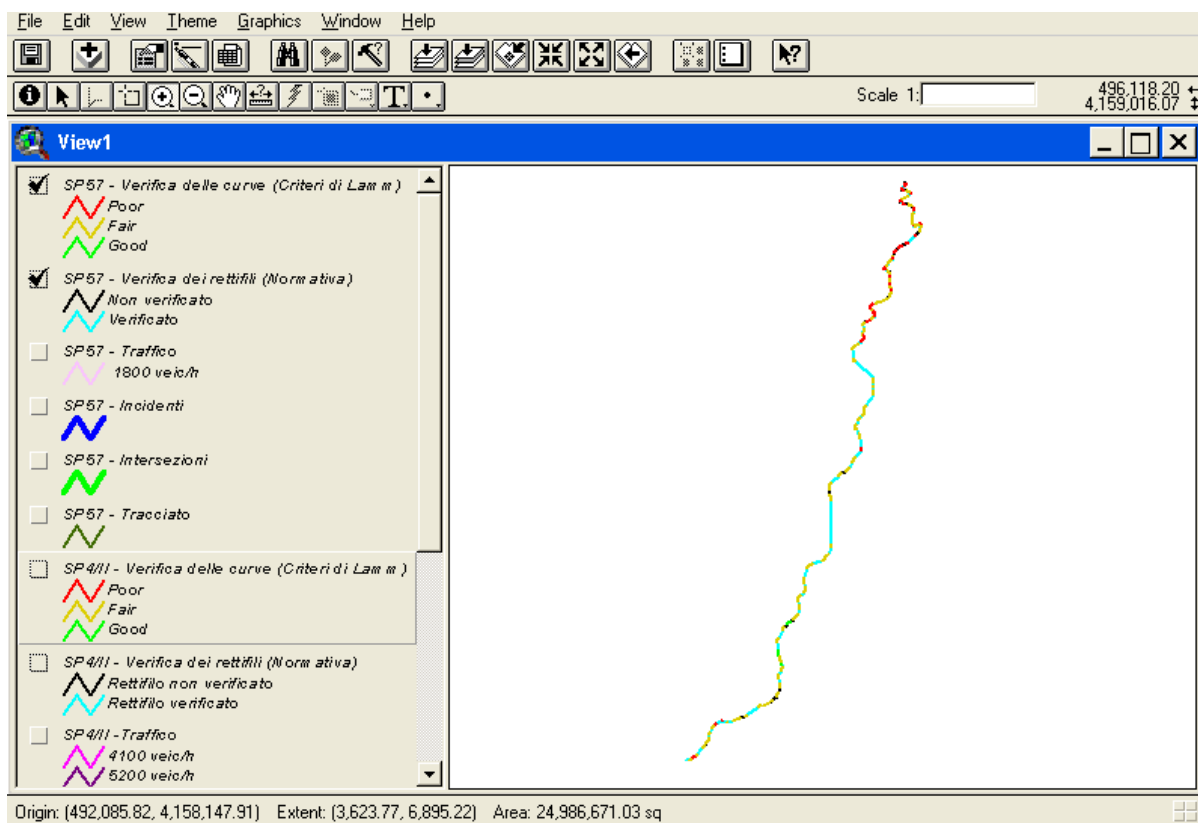 File Edit View Theme Graphics Window Help
T
Scale 1:
496,118.20
4,159,016.07
View1
SP57 - Verifica delle curve (Criteri di Lamm)
Poor
Fair
Good
SP57 - Verifica dei rettifili (Normativa)
Non verificato
Verificato
SP57 - Traffico
1800 veic/h
SP57 - Incidenti
SP57 - Intersezioni
SP57 - Tracciato
SP4/II - Verifica delle curve (Criteri di Lamm)
Poor
Fair
Good
SP4/II - Verifica dei rettifili (Normativa)
Rettifilo non verificato
Rettifilo verificato
SP4/II - Traffico
4100 veic/h
5200 veic/h
Origin: (492,085.82, 4,158,147.91) Extent: (3,623.77, 6,895.22) Area: 24,986,671.03 sq